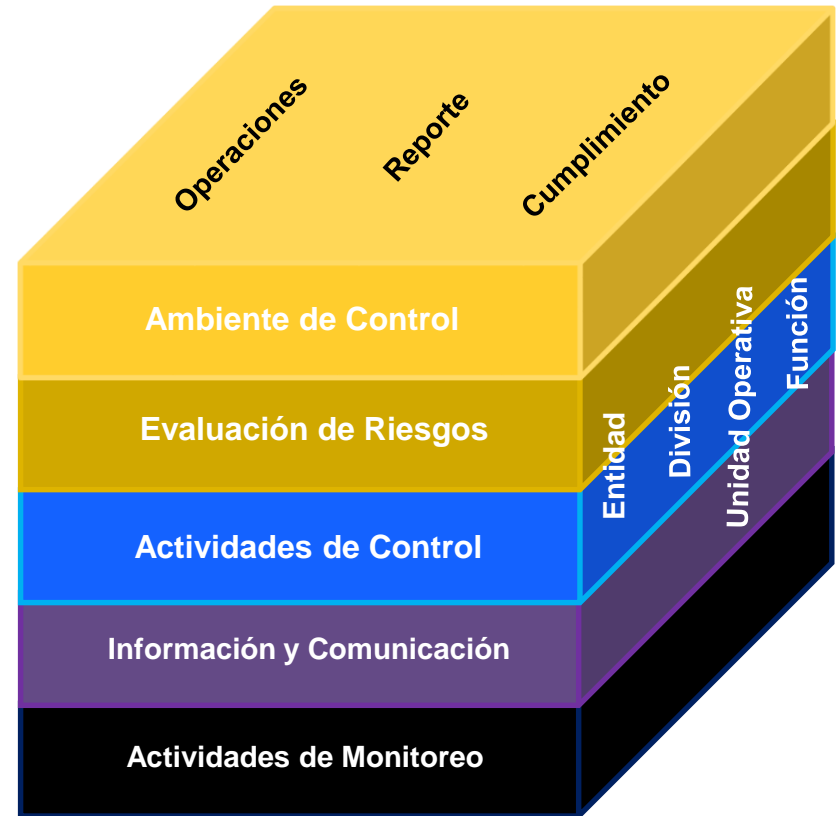 Operaciones
Reporte
Cumplimiento
Ambiente de Control
Evaluación de Riesgos
Actividades de Control
Información y Comunicación
Actividades de Monitoreo
Entidad
División
Unidad Operativa
Función